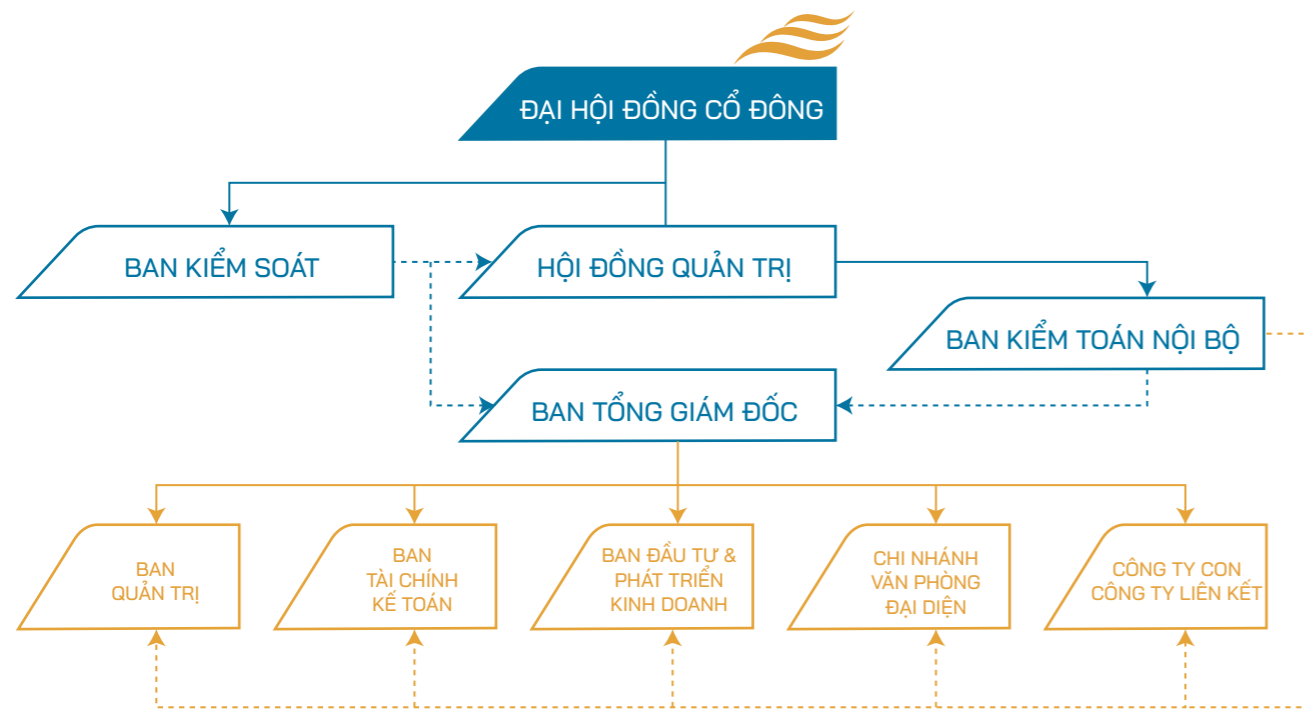 ĐẠI HỘI ĐỒNG CỔ ĐÔNG
BAN KIỂM SOÁT
HỘI ĐỒNG QUẢN TRỊ
BAN KIỂM TOÁN NỘI BỘ
BAN TỔNG GIÁM ĐỐC
BAN
QUẢN TRỊ
BAN
TÀI CHÍNH
KẾ TOÁN
BAN ĐẦU TƯ &
PHÁT TRIỂN
KINH DOANH
CHI NHÁNH
VĂN PHÒNG
ĐẠI DIỆN
CÔNG TY CON
CÔNG TY LIÊN KẾT